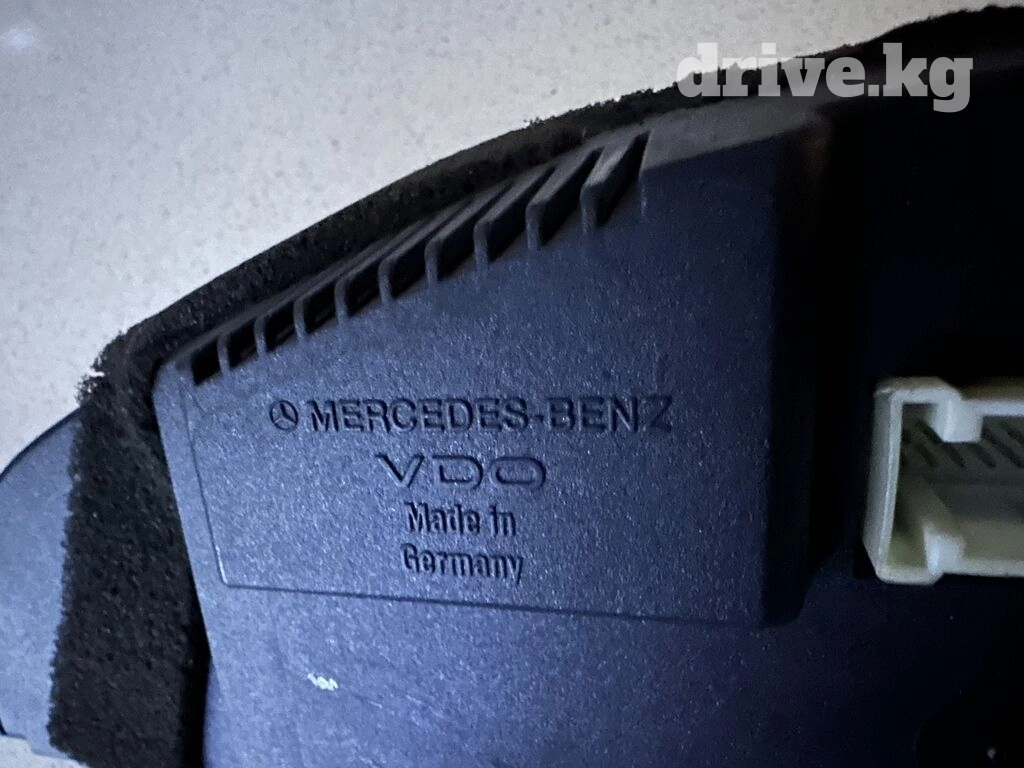 drive.kg
MERCEDES-BENZ
VDO
Made in
Germany